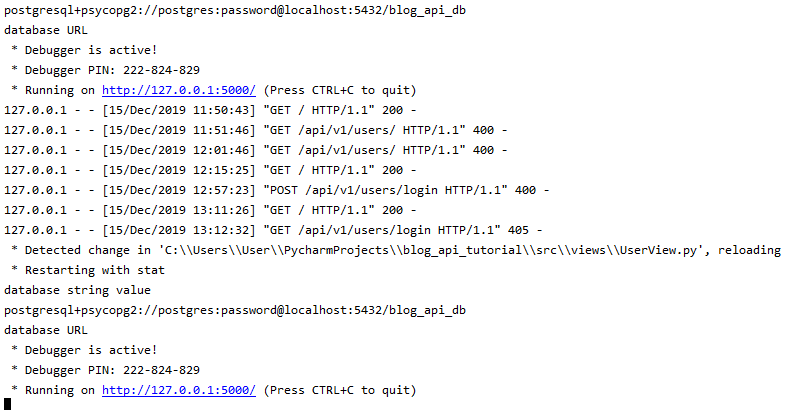 postgresql+psycopg2://postgres:password@localhost:5432/blog_api_db
database URL
 * Debugger is active!
 * Debugger PIN: 222-824-829
 * Running on http://127.0.0.1:5000/ (Press CTRL+C to quit)
127.0.0.1 - - [15/Dec/2019 11:50:43] "GET / HTTP/1.1" 200 -
127.0.0.1 - - [15/Dec/2019 11:51:46] "GET /api/v1/users/ HTTP/1.1" 400 -
127.0.0.1 - - [15/Dec/2019 12:01:46] "GET /api/v1/users/ HTTP/1.1" 400 -
127.0.0.1 - - [15/Dec/2019 12:15:25] "GET / HTTP/1.1" 200 -
127.0.0.1 - - [15/Dec/2019 12:57:23] "POST /api/v1/users/login HTTP/1.1" 400 -
127.0.0.1 - - [15/Dec/2019 13:11:26] "GET / HTTP/1.1" 200 -
127.0.0.1 - - [15/Dec/2019 13:12:32] "GET /api/v1/users/login HTTP/1.1" 405 -
 * Detected change in 'C:\\Users\\User\\PycharmProjects\\blog_api_tutorial\\src\\views\\UserView.py', reloading
 * Restarting with stat
database string value
postgresql+psycopg2://postgres:password@localhost:5432/blog_api_db
database URL
 * Debugger is active!
 * Debugger PIN: 222-824-829
 * Running on http://127.0.0.1:5000/ (Press CTRL+C to quit)